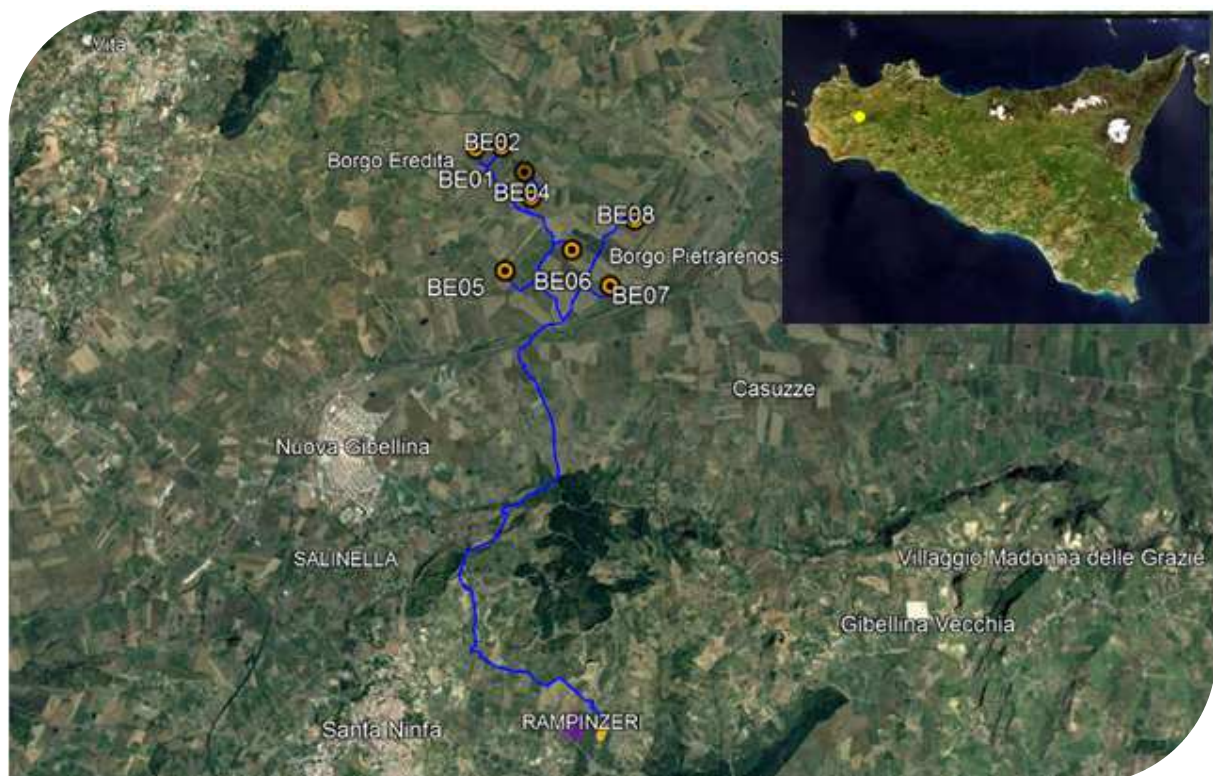 Vita
BE02
Borgo Eredita
BE01
BE04
BE08
Borgo Pietrarenos
BE06
BE05
BE07
Casuzze
Nuova Gibellina
SALINELLA
Villaggio Madonna delle Grazie
Gibellina Vecchia
RAMPINZER
Santa Ninfa